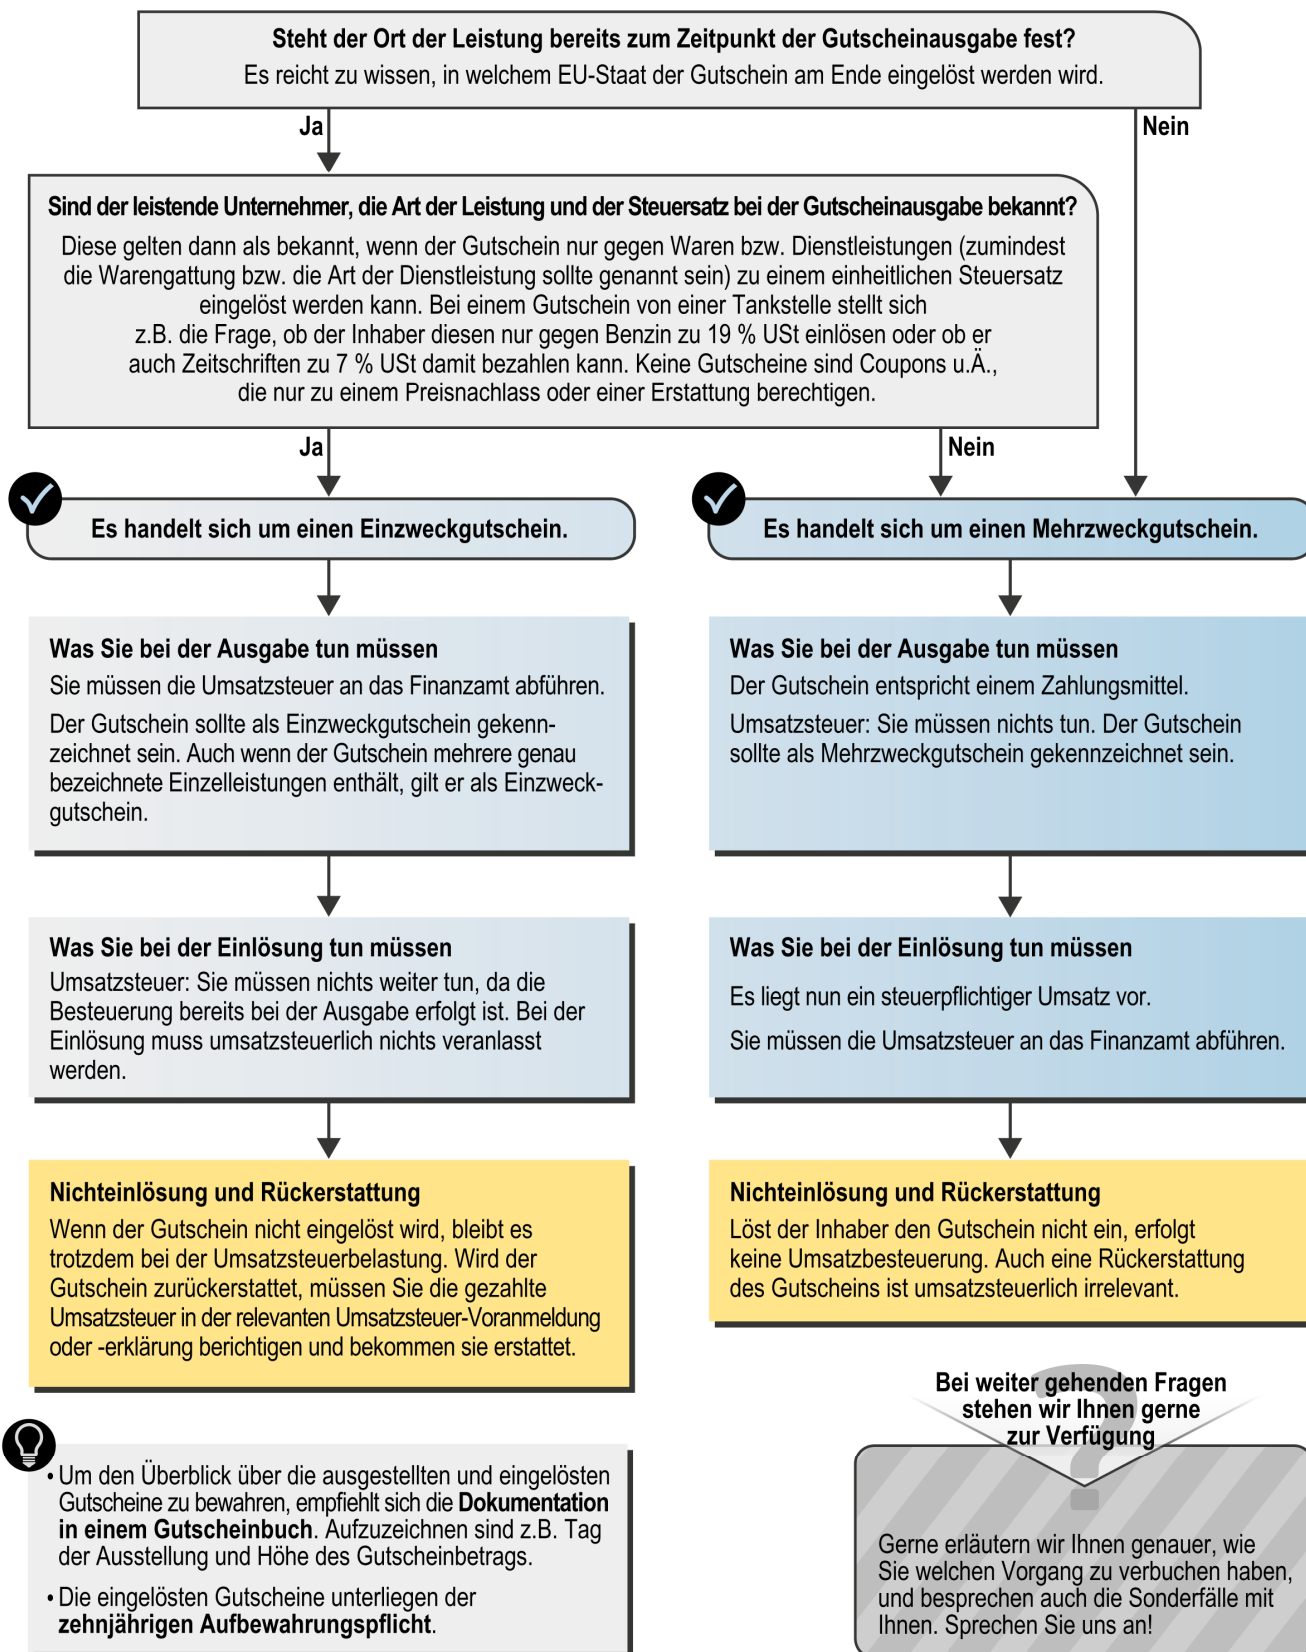 Steht der Ort der Leistung bereits zum Zeitpunkt der Gutscheinausgabe fest?
Es reicht zu wissen, in welchem EU-Staat der Gutschein am Ende eingelöst werden wird.
Ja
Nein
Sind der leistende Unternehmer, die Art der Leistung und der Steuersatz bei der Gutscheinausgabe bekannt?
Diese gelten dann als bekannt, wenn der Gutschein nur gegen Waren bzw. Dienstleistungen (zumindest
die Warengattung bzw. die Art der Dienstleistung sollte genannt sein) zu einem einheitlichen Steuersatz
eingelöst werden kann. Bei einem Gutschein von einer Tankstelle stellt sich
z.B. die Frage, ob der Inhaber diesen nur gegen Benzin zu 19 % USt einlösen oder ob er
auch Zeitschriften zu 7 % USt damit bezahlen kann. Keine Gutscheine sind Coupons u.Ä.,
die nur zu einem Preisnachlass oder einer Erstattung berechtigen.
Ja
Nein
Es handelt sich um einen Einzweckgutschein.
Was Sie bei der Ausgabe tun müssen
Sie müssen die Umsatzsteuer an das Finanzamt abführen.
Der Gutschein sollte als Einzweckgutschein gekenn-
zeichnet sein. Auch wenn der Gutschein mehrere genau
bezeichnete Einzelleistungen enthält, gilt er als Einzweck-
gutschein.
Was Sie bei der Einlösung tun müssen
Umsatzsteuer: Sie müssen nichts weiter tun, da die
Besteuerung bereits bei der Ausgabe erfolgt ist. Bei der
Einlösung muss umsatzsteuerlich nichts veranlasst
werden.
Nichteinlösung und Rückerstattung
Wenn der Gutschein nicht eingelöst wird, bleibt es
trotzdem bei der Umsatzsteuerbelastung. Wird der
Gutschein zurückerstattet, müssen Sie die gezahlte
Umsatzsteuer in der relevanten Umsatzsteuer-Voranmeldung
oder -erklärung berichtigen und bekommen sie erstattet.
• Um den Überblick über die ausgestellten und eingelösten
Gutscheine zu bewahren, empfiehlt sich die Dokumentation
in einem Gutscheinbuch. Aufzuzeichnen sind z.B. Tag
der Ausstellung und Höhe des Gutscheinbetrags.
• Die eingelösten Gutscheine unterliegen der
zehnjährigen Aufbewahrungspflicht.
Es handelt sich um einen Mehrzweckgutschein.
Was Sie bei der Ausgabe tun müssen
Der Gutschein entspricht einem Zahlungsmittel.
Umsatzsteuer: Sie müssen nichts tun. Der Gutschein
sollte als Mehrzweckgutschein gekennzeichnet sein.
Was Sie bei der Einlösung tun müssen
Es liegt nun ein steuerpflichtiger Umsatz vor.
Sie müssen die Umsatzsteuer an das Finanzamt abführen.
Nichteinlösung und Rückerstattung
Löst der Inhaber den Gutschein nicht ein, erfolgt
keine Umsatzbesteuerung. Auch eine Rückerstattung
des Gutscheins ist umsatzsteuerlich irrelevant.
?
Bei weiter gehenden Fragen
stehen wir Ihnen gerne
zur Verfügung
Gerne erläutern wir Ihnen genauer, wie
Sie welchen Vorgang zu verbuchen haben,
und besprechen auch die Sonderfälle mit
Ihnen. Sprechen Sie uns an!